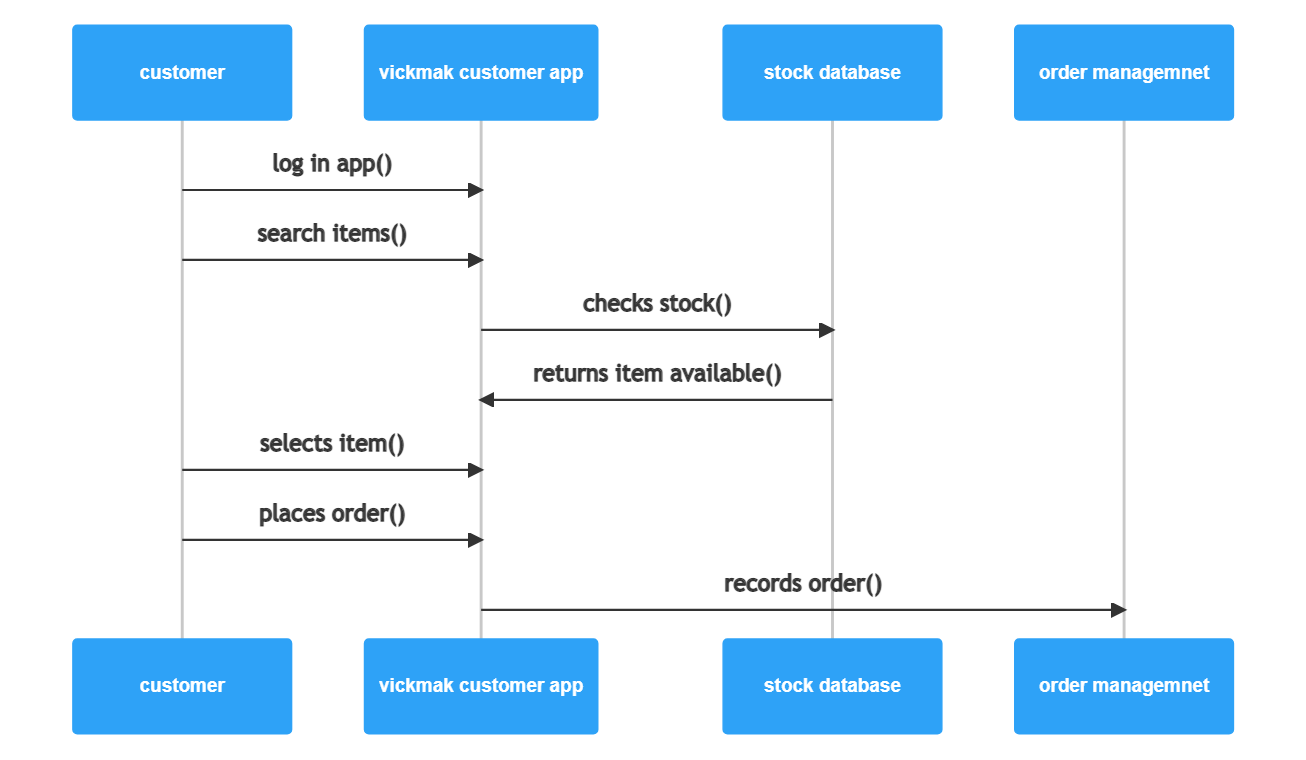 customer
vickmak customer app
stock database
order managemnet
log in app()
search items()
checks stock()
returns item available()
selects item()
places order()
records order()
customer
vickmak customer app
stock database
order managemnet